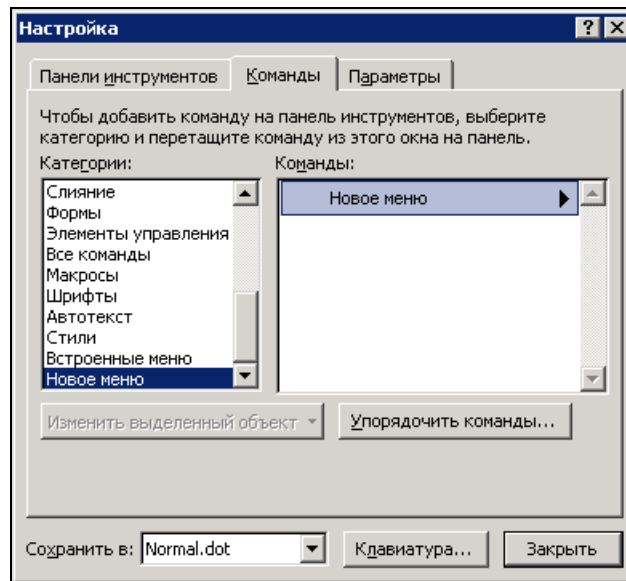 Настройка
Панели инструментов Команды Параметры
Чтобы добавить команду на панель инструментов, выберите
категорию и перетащите команду из этого окна на панель.
Категории: Команды:
Слияние
Формы
Элементы управления
Все команды
Макросы
Шрифты
Автотекст
Стили
Встроенные меню
Новое меню
Новое меню
Изменить выделенный объект Упорядочить команды...
Сохранить в: Normal.dot Клавиатура... Закрыть